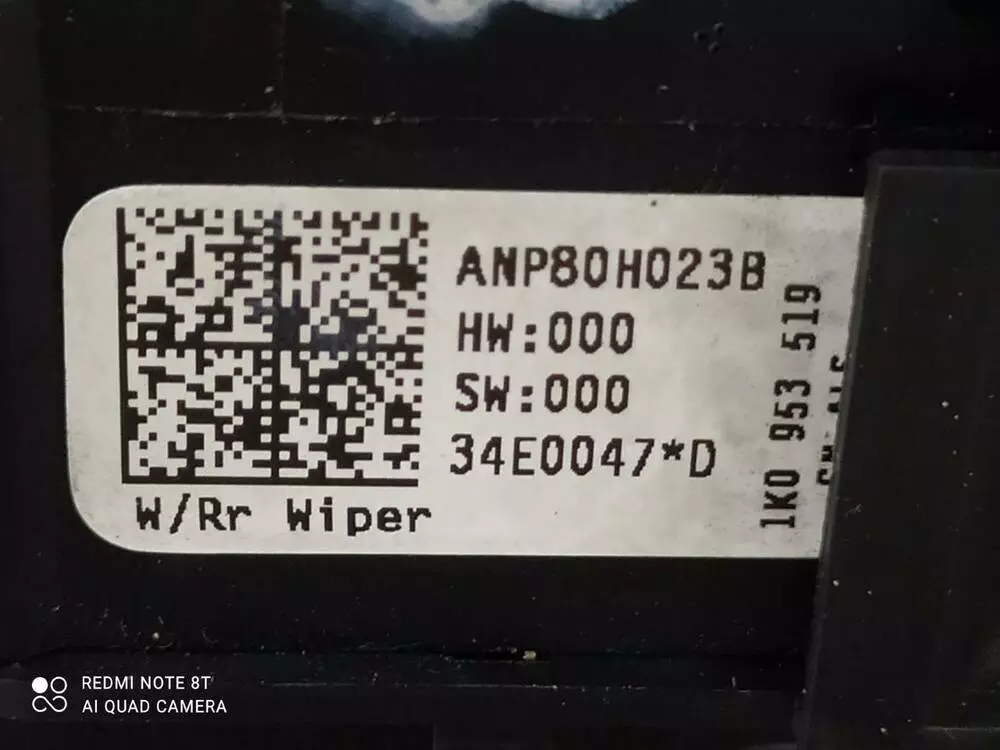 ANP80H023B
HW:000
SW:000
34E0047*D
W/Rr Wiper
1K0 953 519
REDMI NOTE 8T
AI QUAD CAMERA